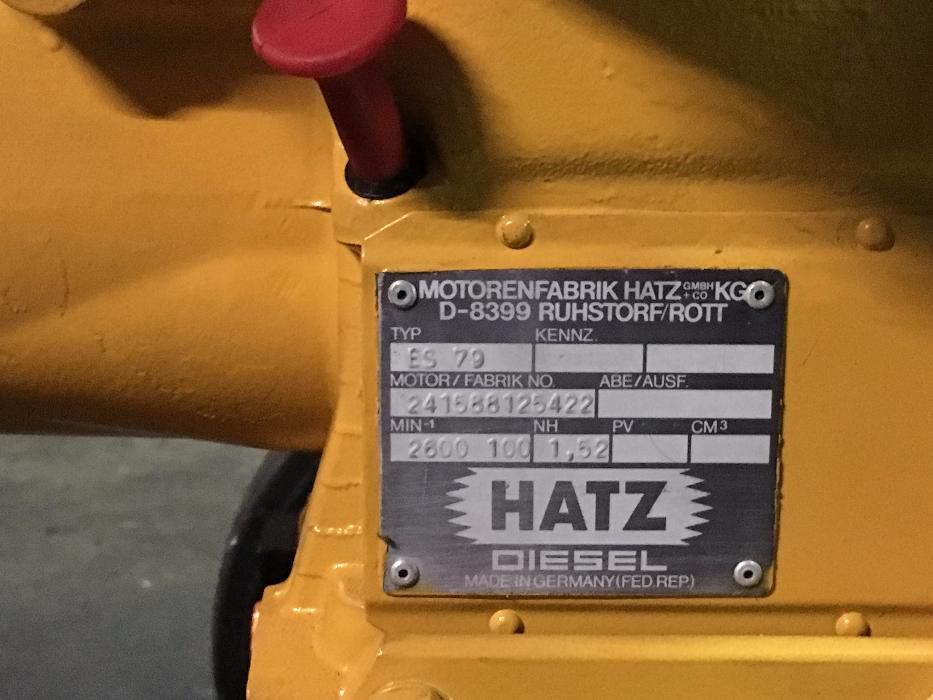 MOTORENFABRIK HATZ GMBH + CO KG
D-8399 RUHSTORF/ROTT
TYP KENNZ.
ES 79
MOTOR/FABRIK NO. ABE/AUSF.
241588125422
MIN-¹ NH PV CM³
2600 100 1,52
HATZ
DIESEL
MADE IN GERMANY (FED.REP.)